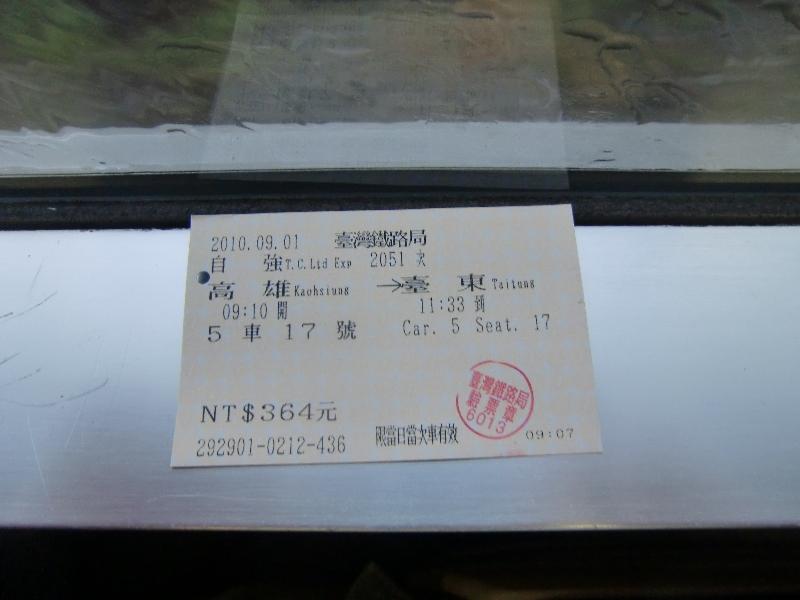 2010.09.01 臺灣鐵路局
自強 T.C.Ltd Exp 2051 次
高雄 Kaohsiung → 臺東 Taitung
09:10 開 11:33 到
5 車 17 號 Car. 5 Seat. 17
NT$364元
292901-0212-436 限當日當次車有效 09:07
臺灣鐵路局
驗票章
6013